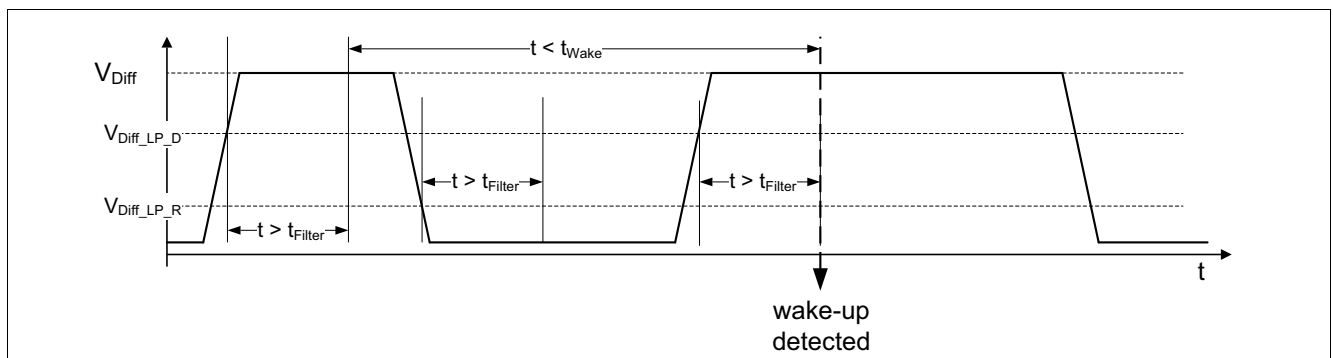 t < tWake
VDiff
VDiff_LP_D
t > tFilter
t > tFilter
VDiff_LP_R
t > tFilter
t
wake-up
detected